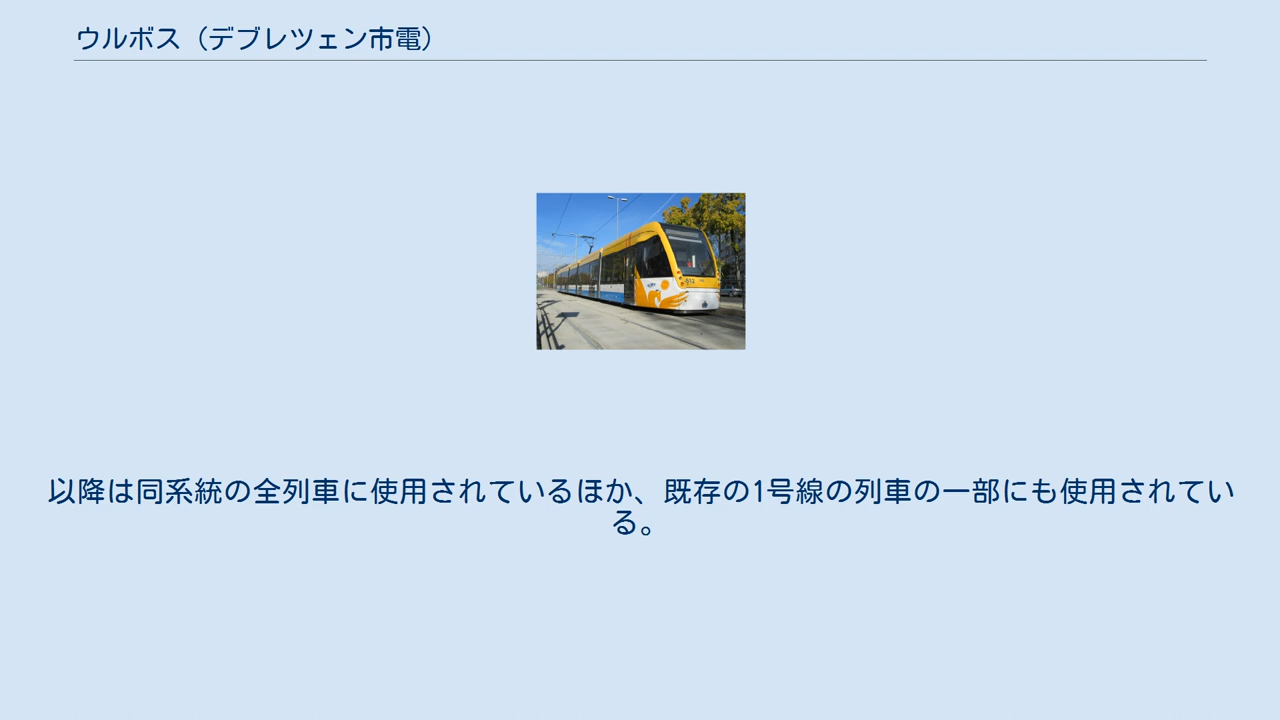 ウルボス（デブレツェン市電）
以降は同系統の全列車に使用されているほか、既存の1号線の列車の一部にも使用されてい
る。